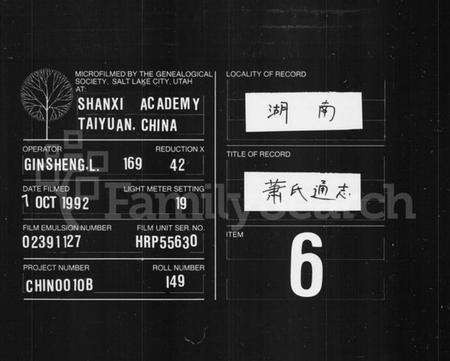 MICROFILMED BY THE GENEALOGICAL
SOCIETY, SALT LAKE CITY, UTAH
AT:
SHANXI ACADEMY
TAIYUAN. CHINA
OPERATOR
GINSHENG.L. 169
REDUCTION X
42
DATE FILMED
7 OCT 1992
LIGHT METER SETTING
19
FILM EMULSION NUMBER
02391127
FILM UNIT SER. NO.
HRP55630
PROJECT NUMBER
CHIN0010B
ROLL NUMBER
149
LOCALITY OF RECORD
湖南
TITLE OF RECORD
萧氏通志
ITEM
6
FamilySearch